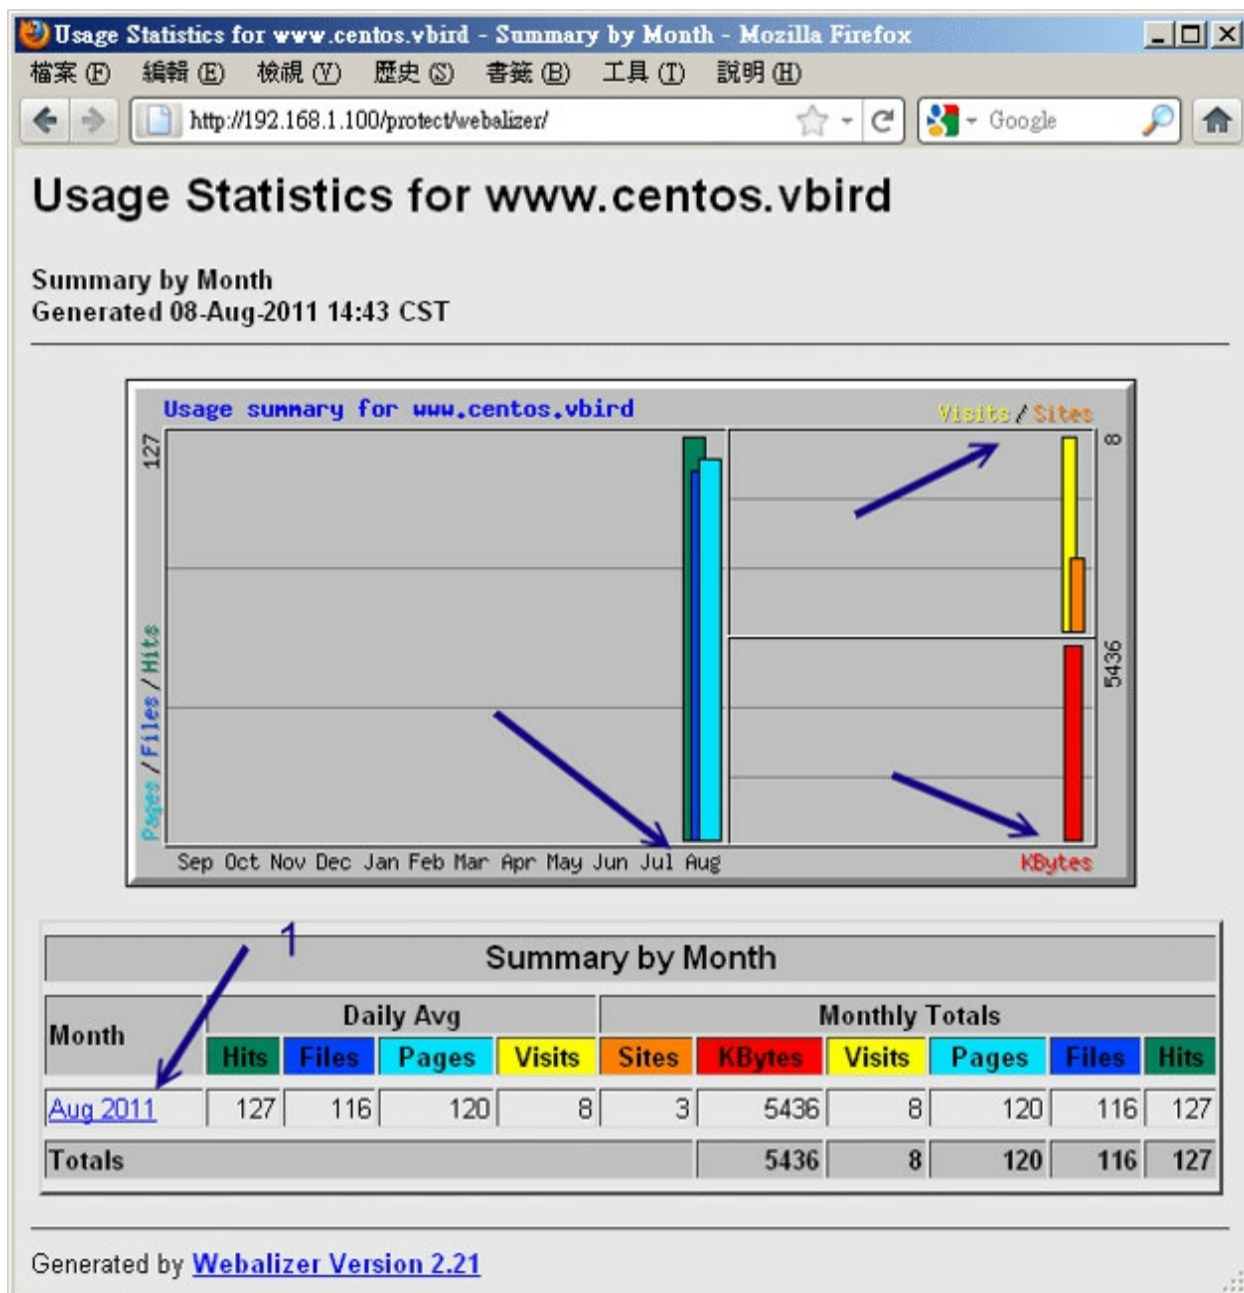 Usage Statistics for www.centos.vbird - Summary by Month - Mozilla Firefox
檔案(F) 編輯(E) 檢視(V) 歷史(S) 書籤(B) 工具(T) 說明(H)
http://192.168.1.100/protect/webalizer/ Google
Usage Statistics for www.centos.vbird
Summary by Month
Generated 08-Aug-2011 14:43 CST
Usage summary for www.centos.vbird
Visits/Sites
127
8
Pages/Files/Hits
5436
Sep Oct Nov Dec Jan Feb Mar Apr May Jun Jul Aug
KBytes
1
Summary by Month
Month Daily Avg Monthly Totals
Hits Files Pages Visits Sites KBytes Visits Pages Files Hits
Aug 2011 127 116 120 8 3 5436 8 120 116 127
Totals 5436 8 120 116 127
Generated by Webalizer Version 2.21